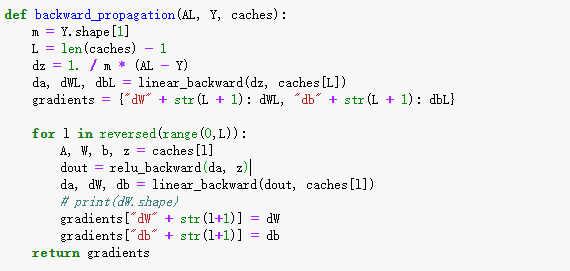 def backward_propagation(AL, Y, caches):
    m = Y.shape[1]
    L = len(caches) - 1
    dz = 1. / m * (AL - Y)
    da, dWL, dbL = linear_backward(dz, caches[L])
    gradients = {"dW" + str(L + 1): dWL, "db" + str(L + 1): dbL}

    for l in reversed(range(0,L)):
        A, W, b, z = caches[l]
        dout = relu_backward(da, z)
        da, dW, db = linear_backward(dout, caches[l])
        # print(dW.shape)
        gradients["dW" + str(l+1)] = dW
        gradients["db" + str(l+1)] = db
    return gradients